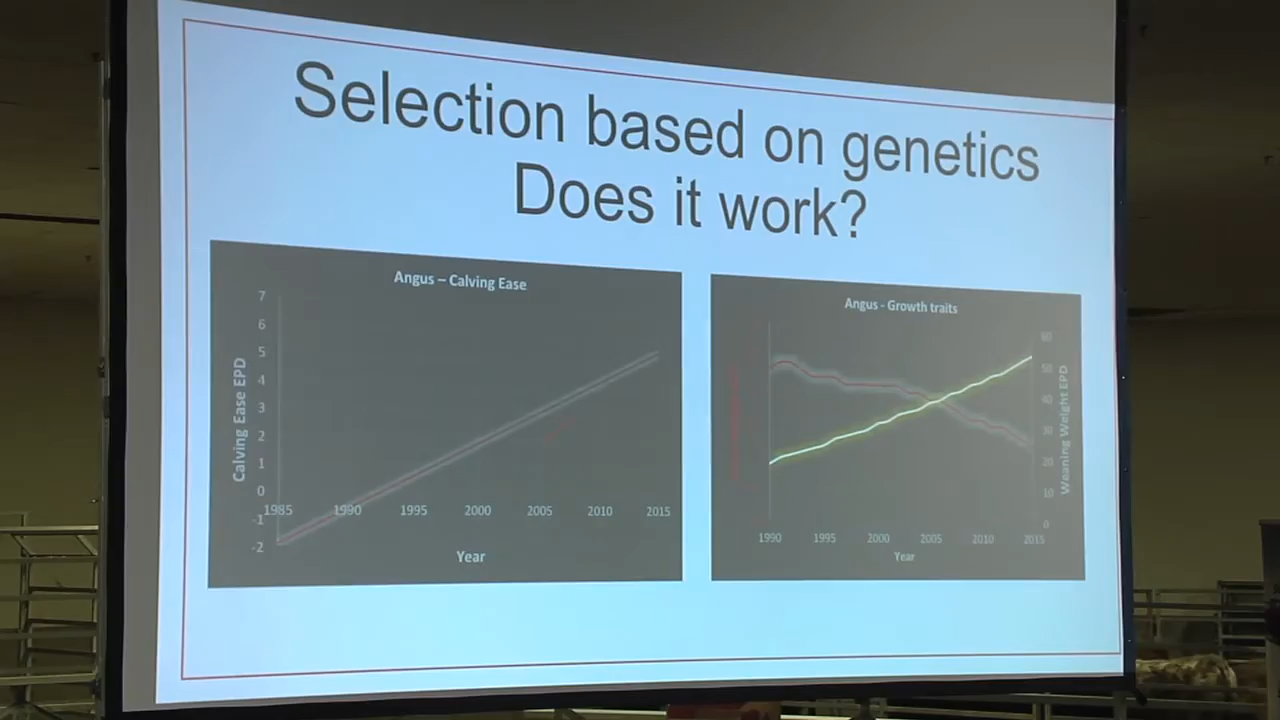 Selection based on genetics
Does it work?
Angus – Calving Ease
7
6
5
4
3
2
1
0
-1
-2
Calving Ease EPD
1985 1990 1995 2000 2005 2010 2015
Year
Angus - Growth traits
60
50
40
30
20
10
0
Weaning Weight EPD
1990 1995 2000 2005 2010 2015
Year